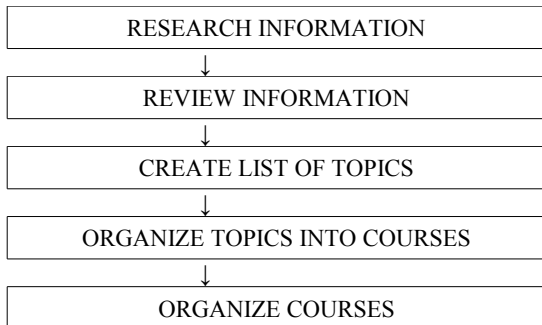 RESEARCH INFORMATION
↓
REVIEW INFORMATION
↓
CREATE LIST OF TOPICS
↓
ORGANIZE TOPICS INTO COURSES
↓
ORGANIZE COURSES